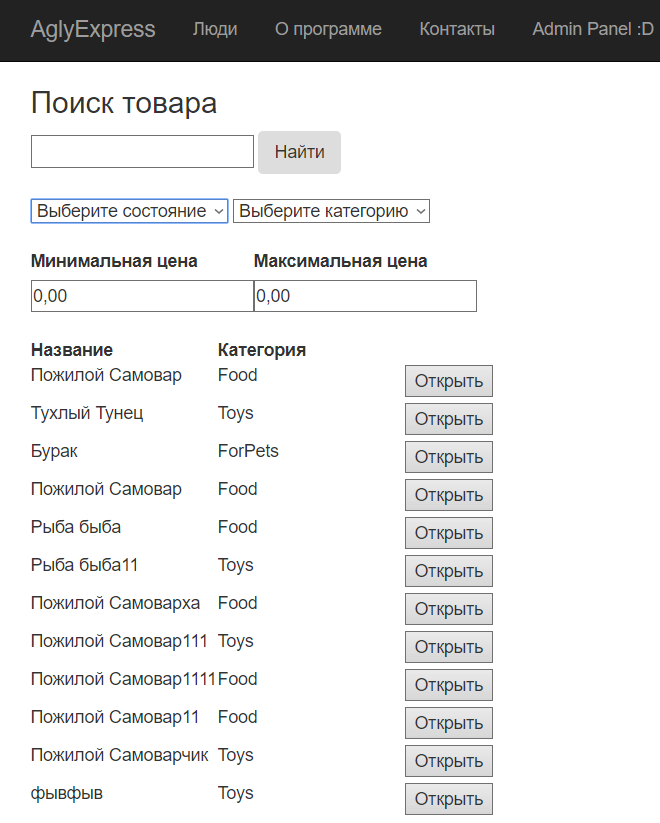 AglyExpress Люди О программе Контакты Admin Panel :D
Поиск товара
Найти
Выберите состояние Выберите категорию
Минимальная цена Максимальная цена
0,00 0,00
Название Категория
Пожилой Самовар Food Открыть
Тухлый Тунец Toys Открыть
Бурак ForPets Открыть
Пожилой Самовар Food Открыть
Рыба быба Food Открыть
Рыба быба11 Toys Открыть
Пожилой Самоварха Food Открыть
Пожилой Самовар111 Toys Открыть
Пожилой Самовар1111 Food Открыть
Пожилой Самовар11 Food Открыть
Пожилой Самоварчик Toys Открыть
фывфыв Toys Открыть